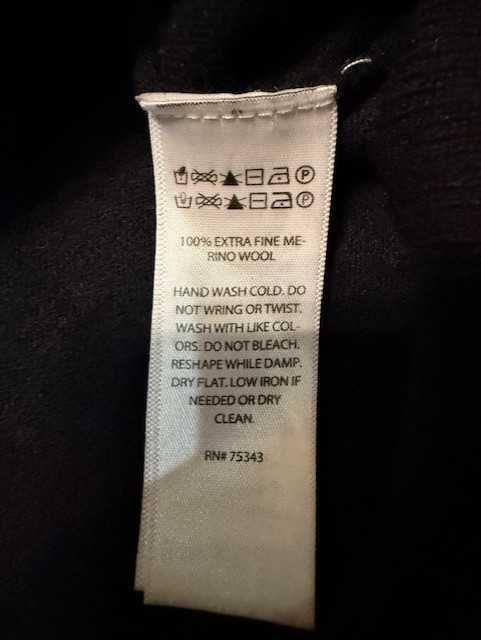 P
P
100% EXTRA FINE ME-
RINO WOOL
HAND WASH COLD. DO
NOT WRING OR TWIST.
WASH WITH LIKE COL-
ORS. DO NOT BLEACH.
RESHAPE WHILE DAMP.
DRY FLAT. LOW IRON IF
NEEDED OR DRY
CLEAN.
RN# 75343